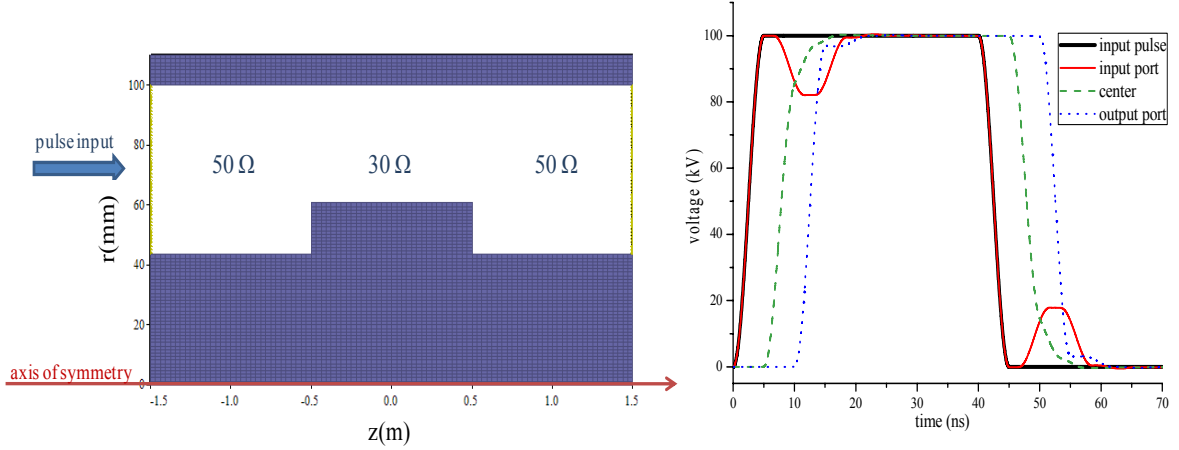 pulse input
50 Ω
30 Ω
50 Ω
axis of symmetry
r(mm)
100
80
60
40
20
0
-1.5
-1.0
-0.5
0.0
0.5
1.0
1.5
z(m)
input pulse
input port
center
output port
voltage (kV)
100
80
60
40
20
0
0
10
20
30
40
50
60
70
time (ns)